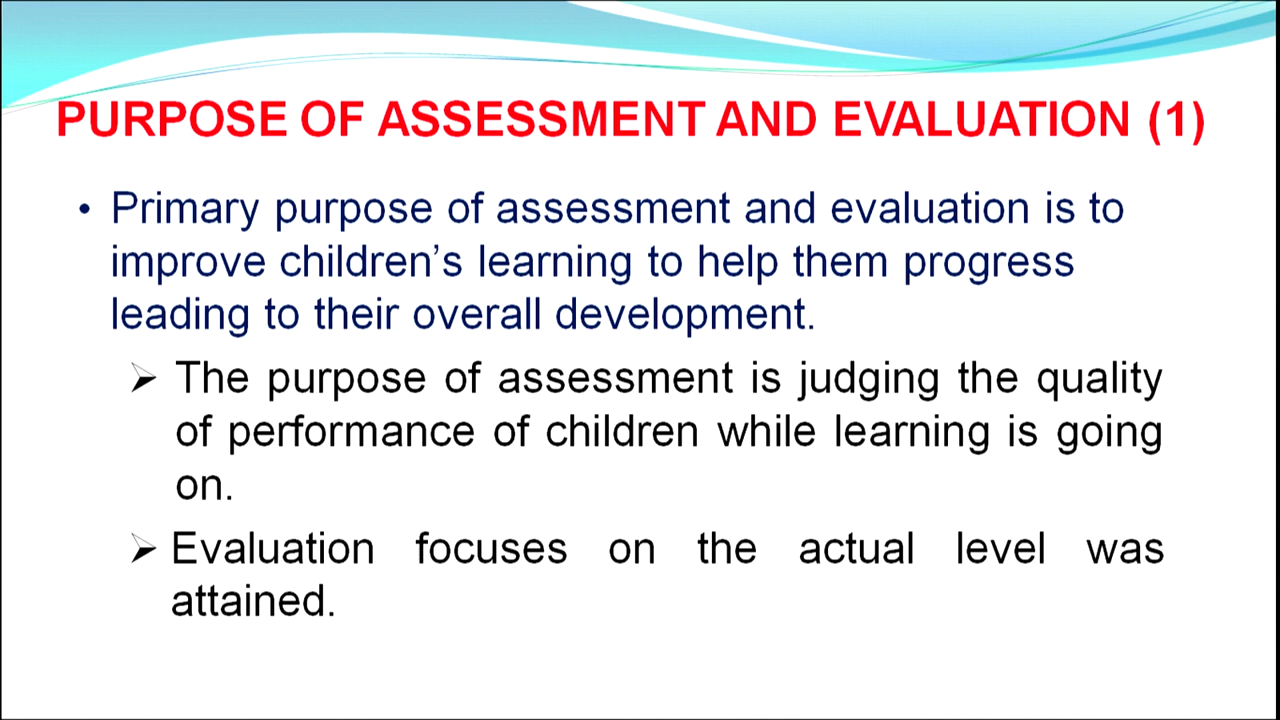 PURPOSE OF ASSESSMENT AND EVALUATION (1)
• Primary purpose of assessment and evaluation is to
improve children’s learning to help them progress
leading to their overall development.
➢ The purpose of assessment is judging the quality
of performance of children while learning is going
on.
➢ Evaluation focuses on the actual level was
attained.